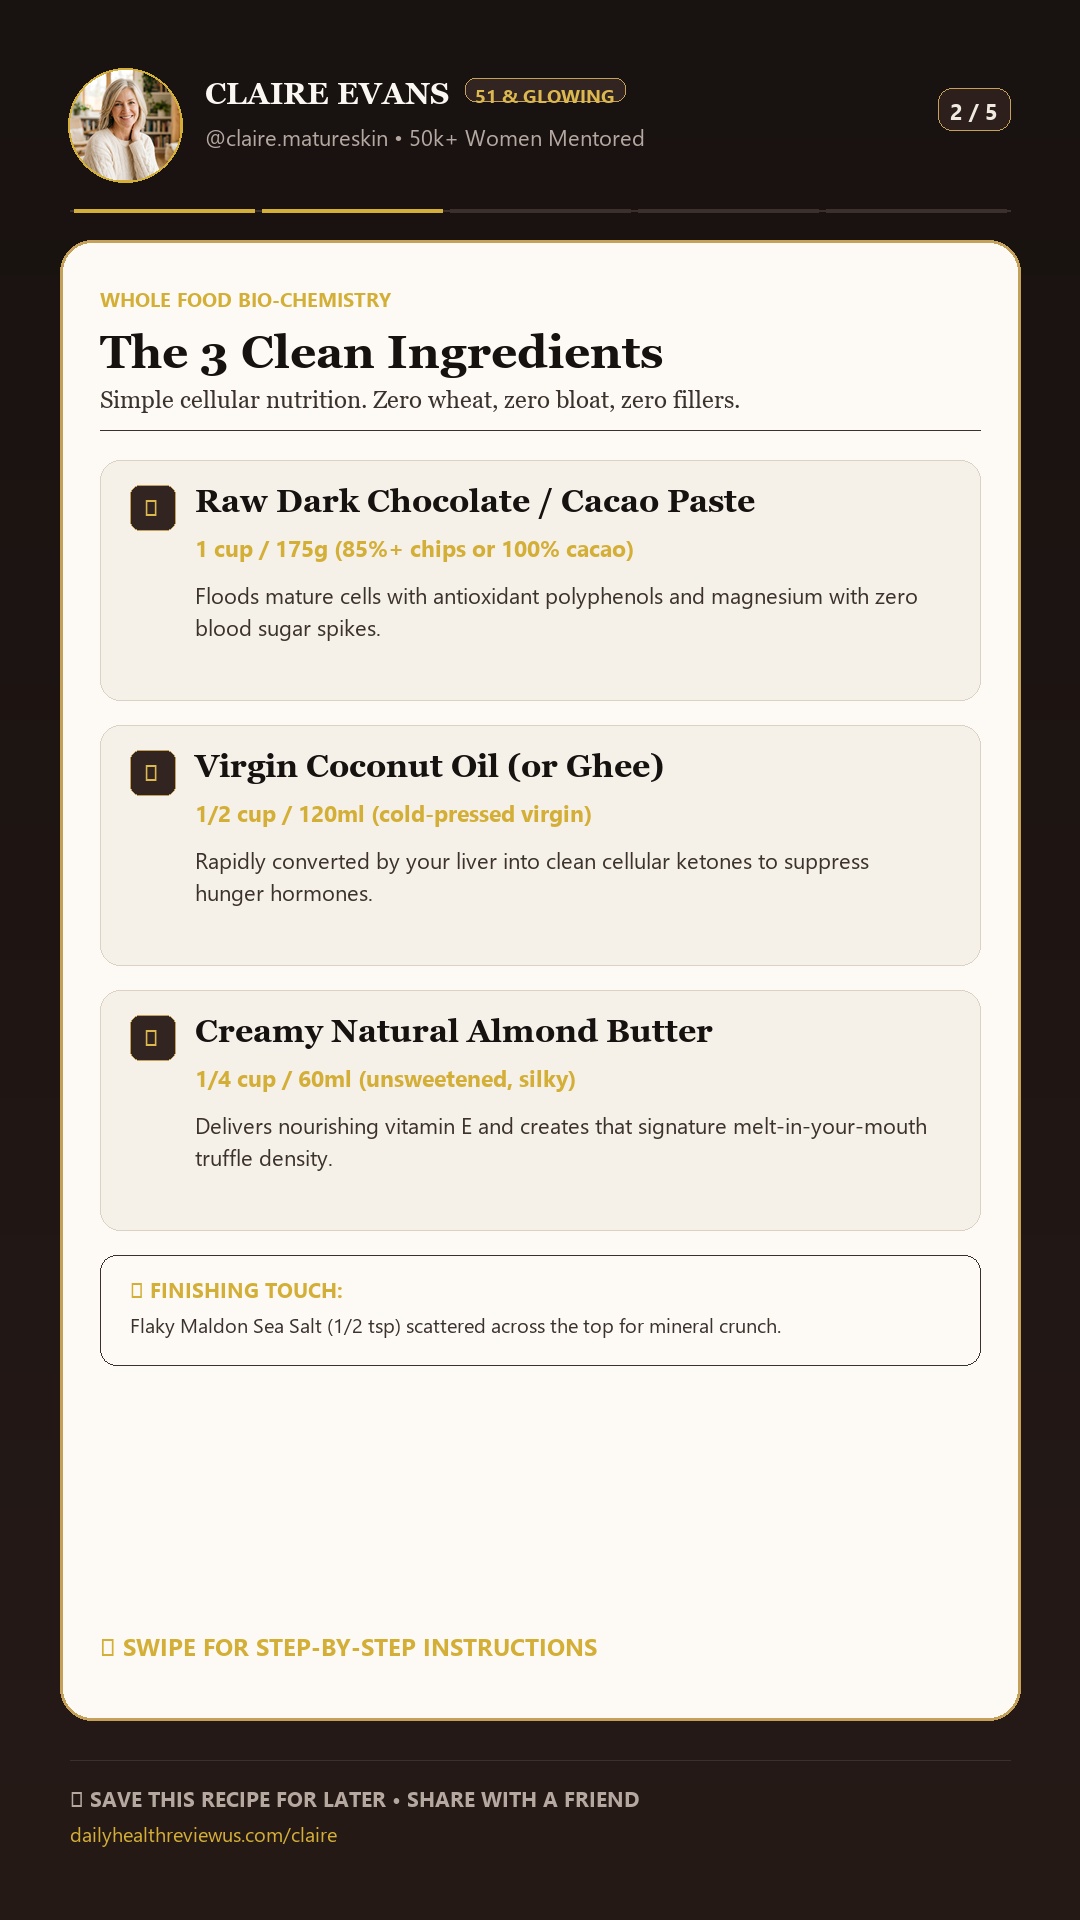 CLAIRE EVANS 51 & GLOWING
@claire.matureskin • 50k+ Women Mentored
2 / 5
WHOLE FOOD BIO-CHEMISTRY
The 3 Clean Ingredients
Simple cellular nutrition. Zero wheat, zero bloat, zero fillers.
Raw Dark Chocolate / Cacao Paste
1 cup / 175g (85%+ chips or 100% cacao)
Floods mature cells with antioxidant polyphenols and magnesium with zero
blood sugar spikes.
Virgin Coconut Oil (or Ghee)
1/2 cup / 120ml (cold-pressed virgin)
Rapidly converted by your liver into clean cellular ketones to suppress
hunger hormones.
Creamy Natural Almond Butter
1/4 cup / 60ml (unsweetened, silky)
Delivers nourishing vitamin E and creates that signature melt-in-your-mouth
truffle density.
FINISHING TOUCH:
Flaky Maldon Sea Salt (1/2 tsp) scattered across the top for mineral crunch.
SWIPE FOR STEP-BY-STEP INSTRUCTIONS
SAVE THIS RECIPE FOR LATER • SHARE WITH A FRIEND
dailyhealthreviewus.com/claire